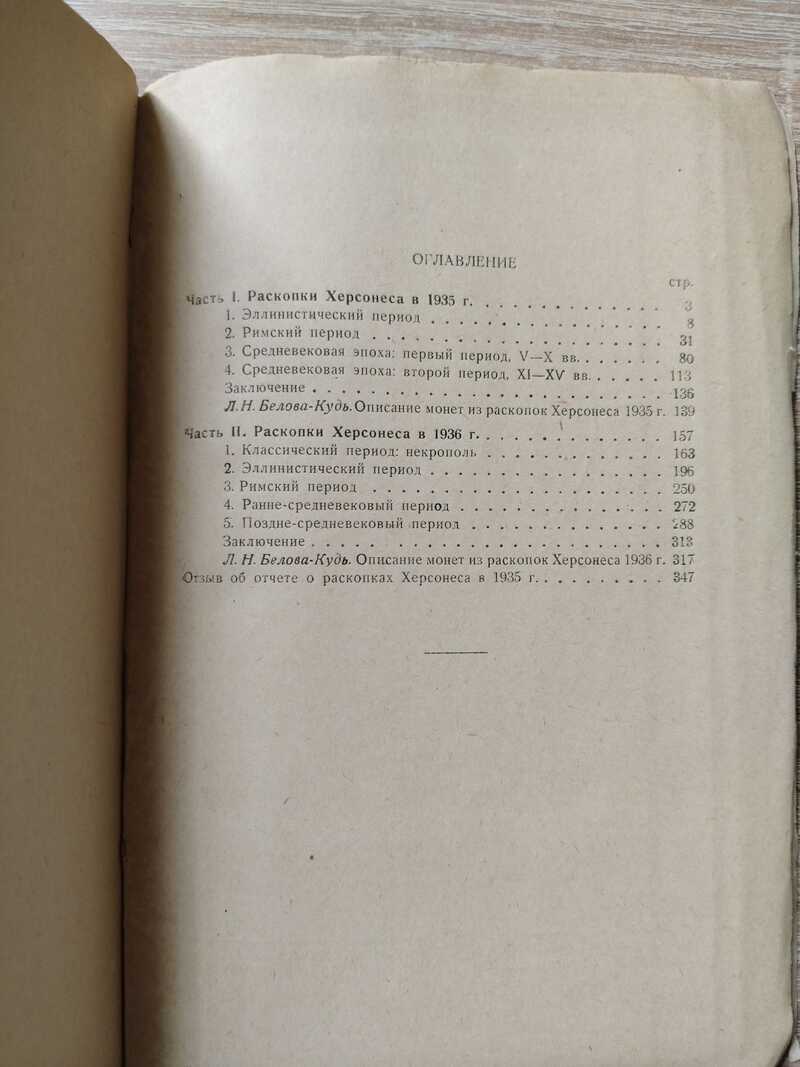 ОГЛАВЛЕНИЕ
стр.
Часть I. Раскопки Херсонеса в 1935 г. . . . . . . . . . . . . . 3
1. Эллинистический период . . . . . . . . . . . . . . . . 8
2. Римский период . . . . . . . . . . . . . . . . . . . . 31
3. Средневековая эпоха: первый период, V—X вв. . . . . . . 80
4. Средневековая эпоха: второй период, XI—XV вв. . . . . . 113
Заключение . . . . . . . . . . . . . . . . . . . . . . . 136
Л. Н. Белова-Кудь. Описание монет из раскопок Херсонеса 1935 г. 139
Часть II. Раскопки Херсонеса в 1936 г. . . . . . . . . . . . . . 157
1. Классический период: некрополь . . . . . . . . . . . . . 163
2. Эллинистический период . . . . . . . . . . . . . . . . . 196
3. Римский период . . . . . . . . . . . . . . . . . . . . . 250
4. Ранне-средневековый период . . . . . . . . . . . . . . . 272
5. Поздне-средневековый период . . . . . . . . . . . . . . 288
Заключение . . . . . . . . . . . . . . . . . . . . . . . . 313
Л. Н. Белова-Кудь. Описание монет из раскопок Херсонеса 1936 г. 317
Отзыв об отчете о раскопках Херсонеса в 1935 г. . . . . . . . . . 347